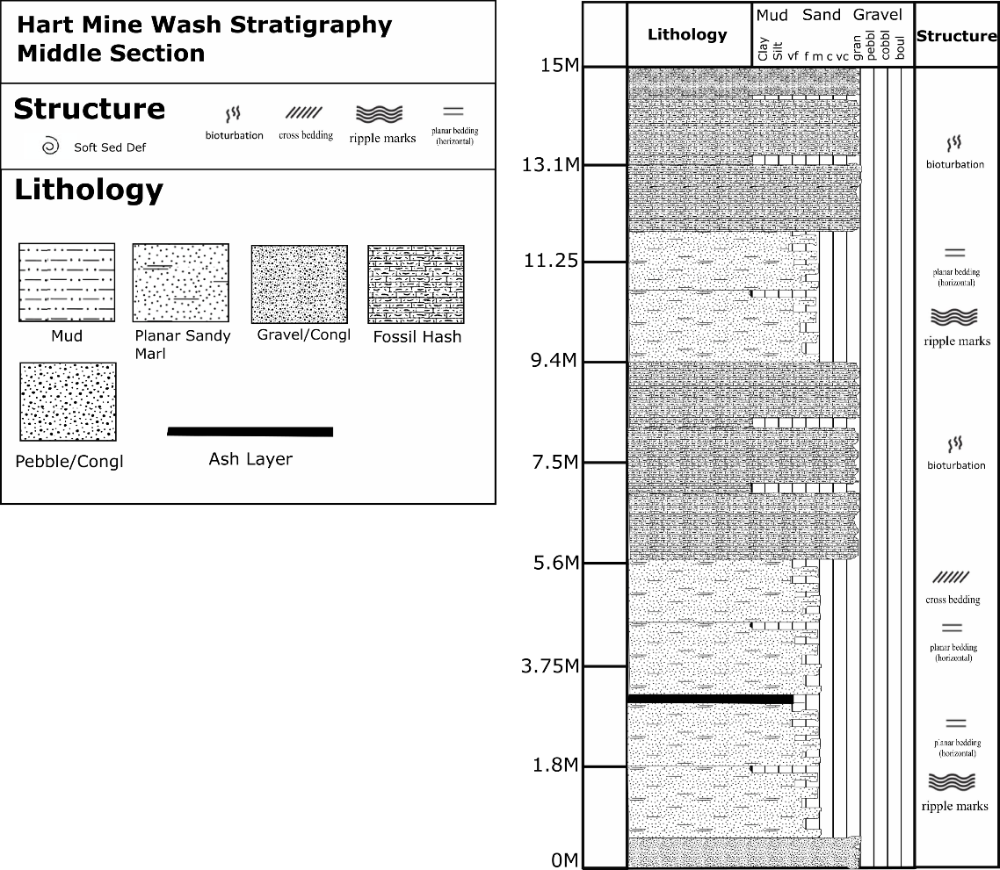 Hart Mine Wash Stratigraphy
Middle Section
Structure
Soft Sed Def
bioturbation
cross bedding
ripple marks
planar bedding
(horizontal)
Lithology
Mud
Planar Sandy
Marl
Gravel/Congl
Fossil Hash
Pebble/Congl
Ash Layer
Lithology
Mud Sand Gravel
Clay
Silt
vf f m c vc
gran
pebbl
cobbl
boul
Structure
15M
13.1M
11.25
9.4M
7.5M
5.6M
3.75M
1.8M
0M
bioturbation
planar bedding
(horizontal)
ripple marks
bioturbation
cross bedding
planar bedding
(horizontal)
planar bedding
(horizontal)
ripple marks